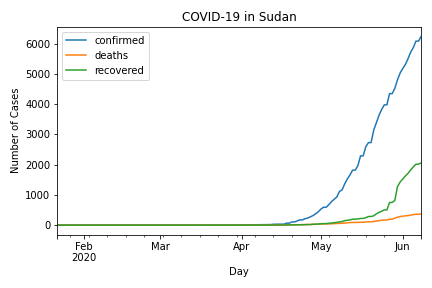 COVID-19 in Sudan
confirmed
deaths
recovered
Number of Cases
6000
5000
4000
3000
2000
1000
0
Feb
2020
Mar
Apr
May
Jun
Day